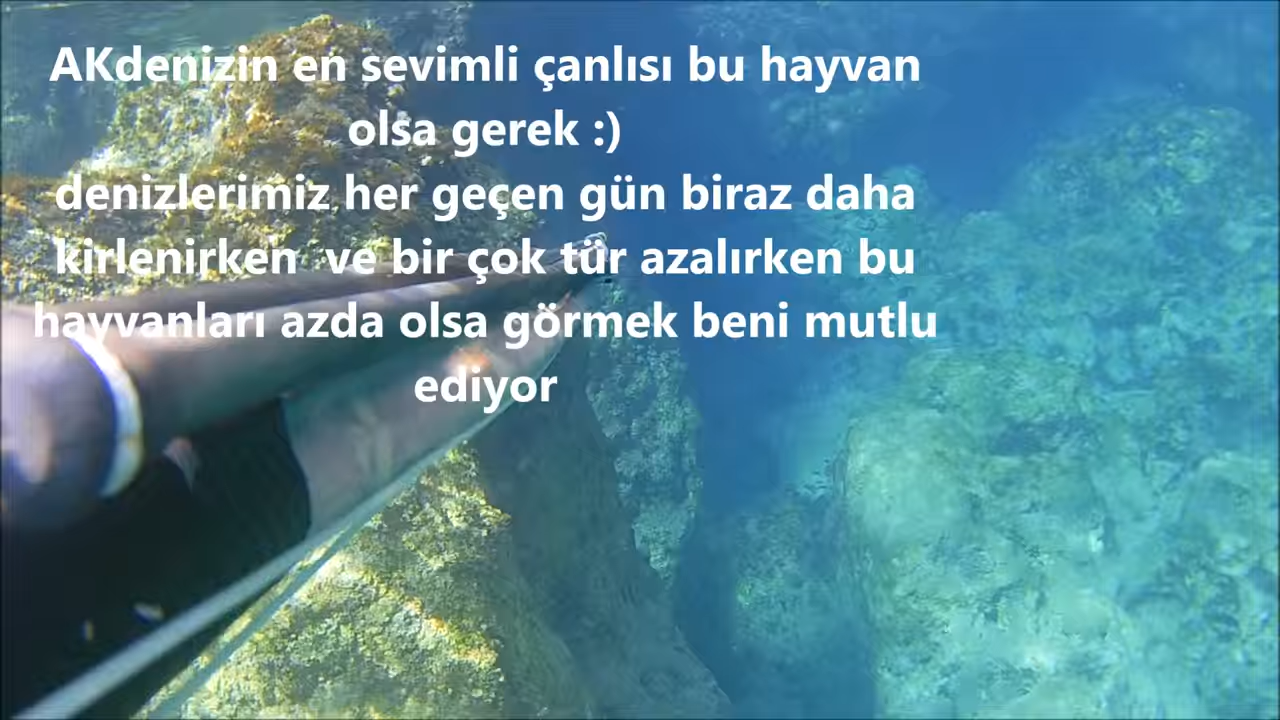 AKdenizin en sevimli çanlısı bu hayvan
olsa gerek :)
denizlerimiz her geçen gün biraz daha
kirlenirken  ve bir çok tür azalırken bu
hayvanları azda olsa görmek beni mutlu
ediyor